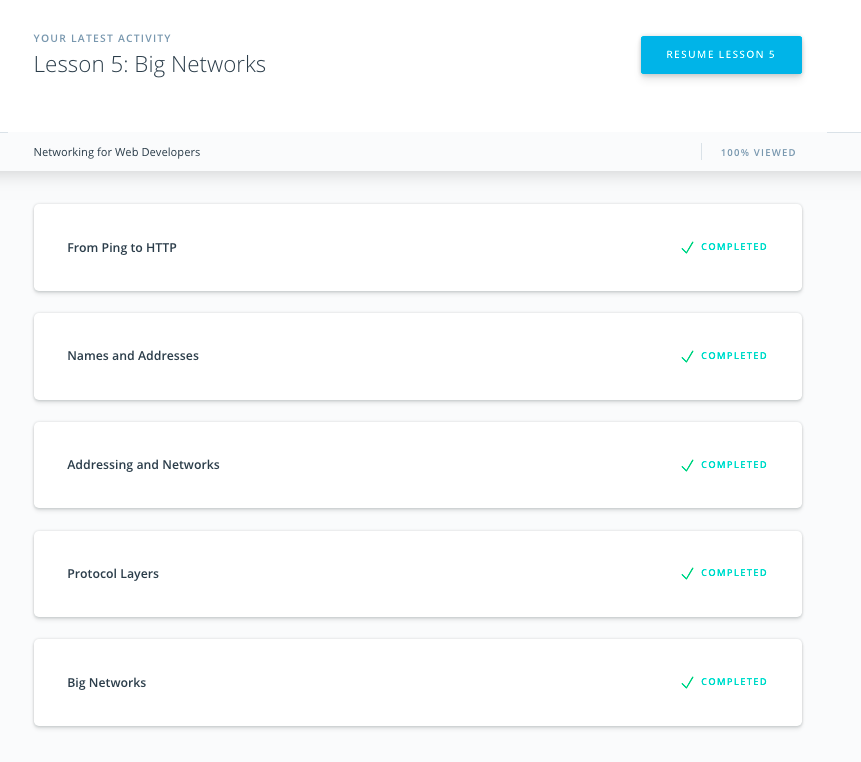 YOUR LATEST ACTIVITY
Lesson 5: Big Networks
RESUME LESSON 5
Networking for Web Developers
100% VIEWED
From Ping to HTTP
COMPLETED
Names and Addresses
COMPLETED
Addressing and Networks
COMPLETED
Protocol Layers
COMPLETED
Big Networks
COMPLETED